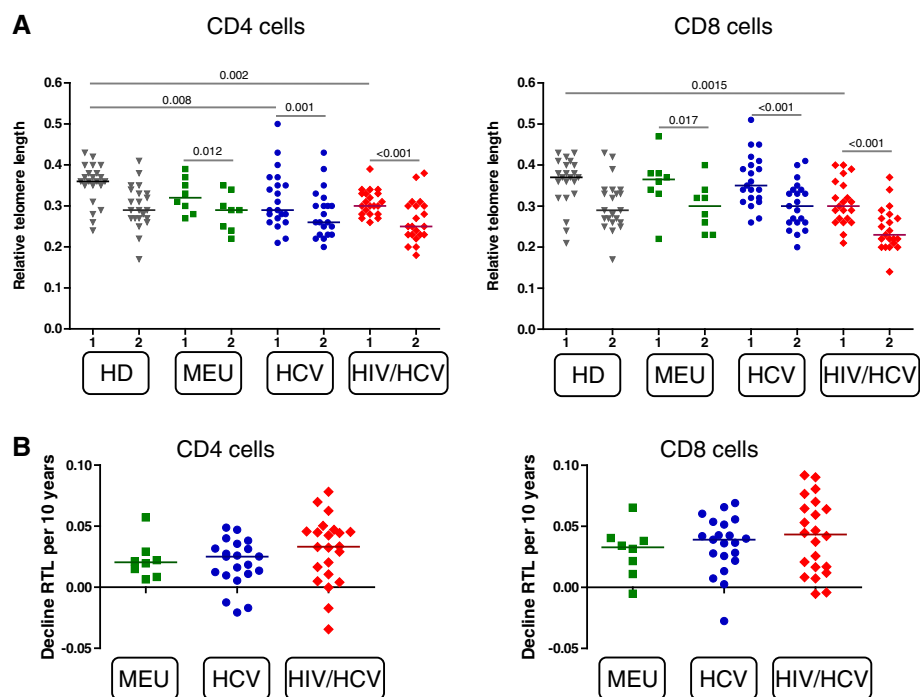 A
CD4 cells
CD8 cells
Relative telomere length
0.6
0.5
0.4
0.3
0.2
0.1
0.0
0.002
0.008
0.001
0.012
<0.001
1 2 1 2 1 2 1 2
HD MEU HCV HIV/HCV
Relative telomere length
0.6
0.5
0.4
0.3
0.2
0.1
0.0
0.0015
0.017
<0.001
<0.001
1 2 1 2 1 2 1 2
HD MEU HCV HIV/HCV
B
CD4 cells
CD8 cells
Decline RTL per 10 years
0.10
0.05
0.00
-0.05
MEU HCV HIV/HCV
Decline RTL per 10 years
0.10
0.05
0.00
-0.05
MEU HCV HIV/HCV